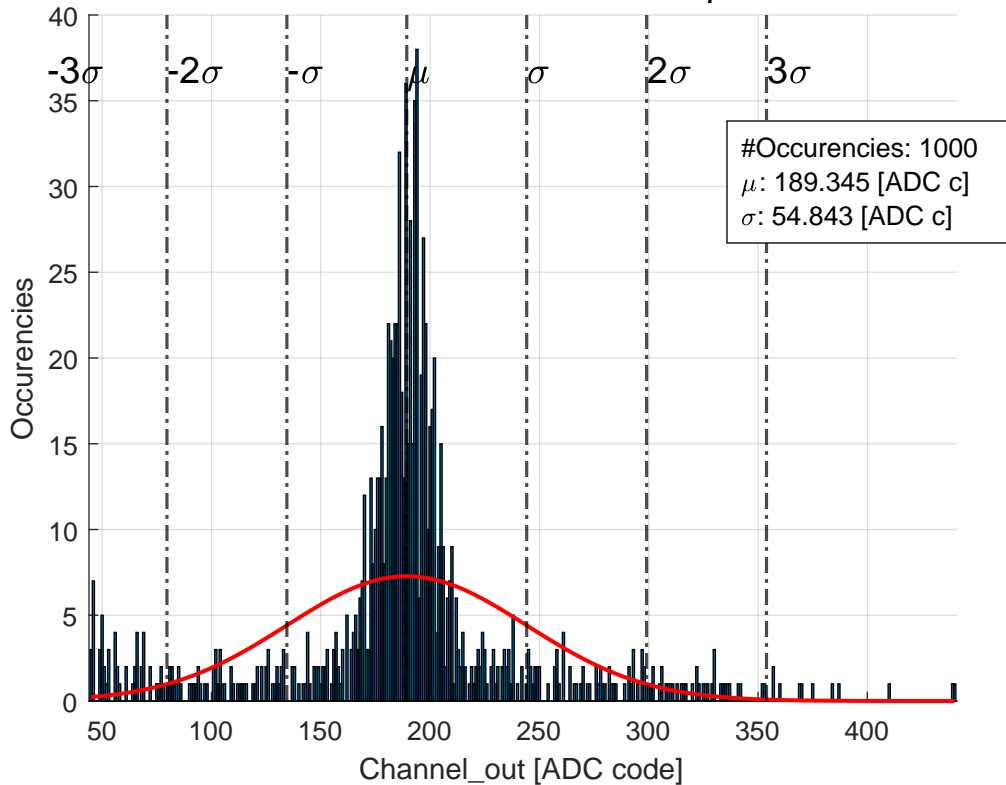 40
35
30
25
20
15
10
5
0
Occurencies
-3σ -2σ -σ μ σ 2σ 3σ
#Occurencies: 1000
μ: 189.345 [ADC c]
σ: 54.843 [ADC c]
50 100 150 200 250 300 350 400
Channel_out [ADC code]